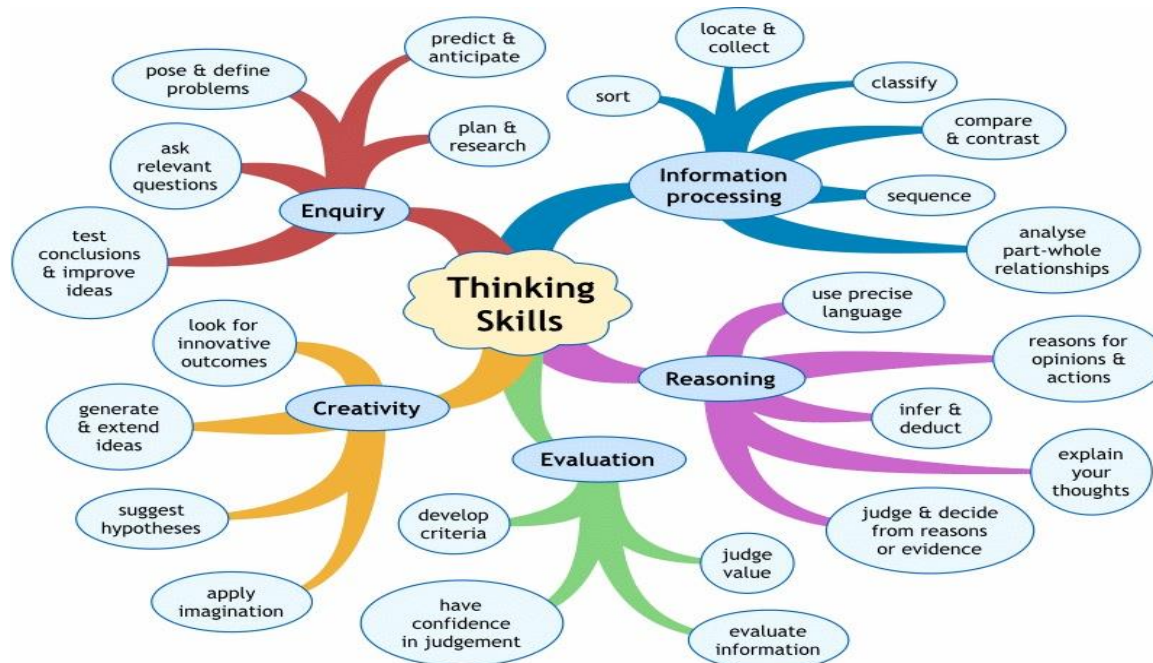 Thinking
Skills
Enquiry
predict &
anticipate
pose & define
problems
plan &
research
ask
relevant
questions
test
conclusions
& improve
ideas
Information
processing
locate &
collect
sort
classify
compare
& contrast
sequence
analyse
part-whole
relationships
Reasoning
use precise
language
reasons for
opinions &
actions
infer &
deduct
explain
your
thoughts
judge & decide
from reasons
or evidence
Evaluation
develop
criteria
judge
value
have
confidence
in judgement
evaluate
information
Creativity
look for
innovative
outcomes
generate
& extend
ideas
suggest
hypotheses
apply
imagination